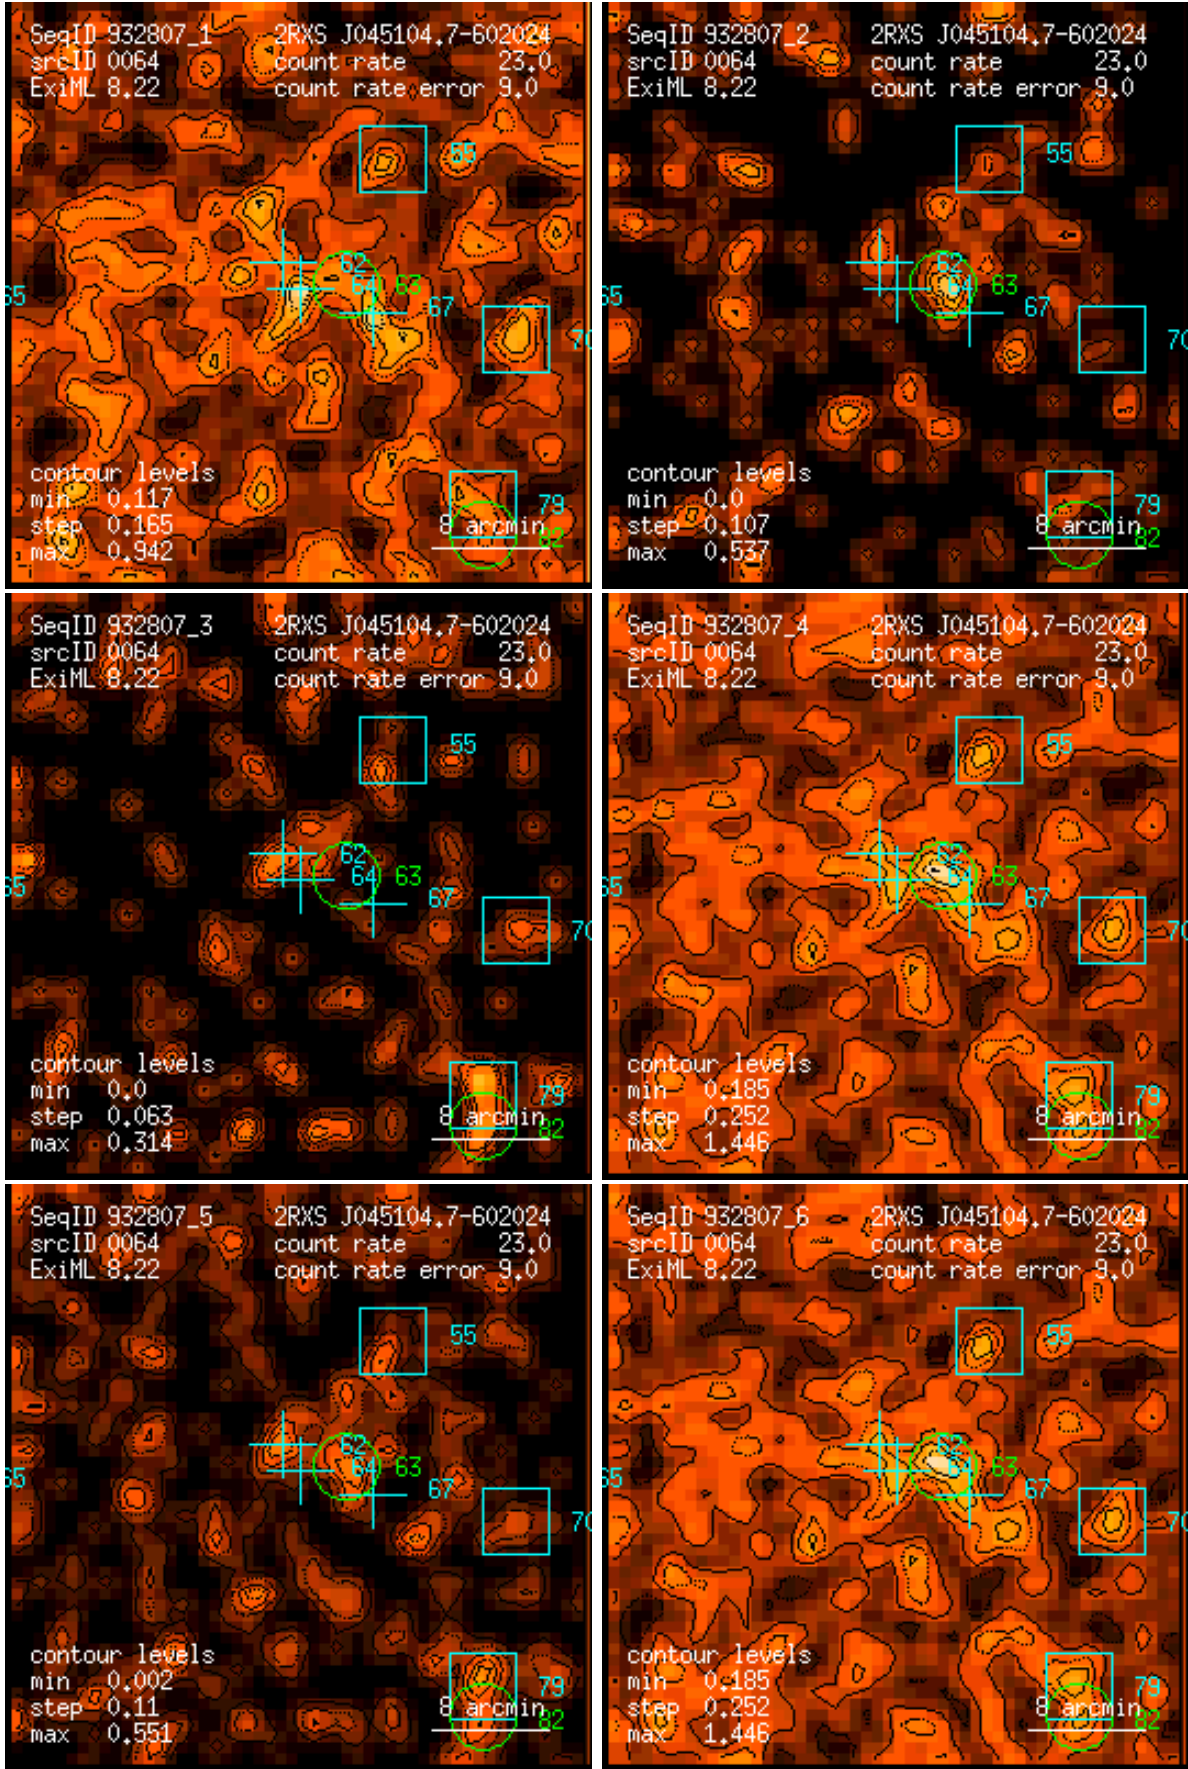 SeqID 932807_1 2RXS J045104.7-602024
srcID 0064 count rate 23.0
ExiML 8.22 count rate error 9.0
55
62
65 64 63
67
70
contour levels
min 0.117
79
step 0.165 8 arcmin
max 0.942 82
SeqID 932807_2 2RXS J045104.7-602024
srcID 0064 count rate 23.0
ExiML 8.22 count rate error 9.0
55
62
65 64 63
67
70
contour levels
min 0.0
79
step 0.107 8 arcmin
max 0.537 82
SeqID 932807_3 2RXS J045104.7-602024
srcID 0064 count rate 23.0
ExiML 8.22 count rate error 9.0
55
62
64 63
67
70
contour levels
min 0.0
79
step 0.063 8 arcmin
max 0.314 82
SeqID 932807_4 2RXS J045104.7-602024
srcID 0064 count rate 23.0
ExiML 8.22 count rate error 9.0
55
62
65 64 63
67
70
contour levels
min 0.185
79
step 0.252 8 arcmin
max 1.446 82
SeqID 932807_5 2RXS J045104.7-602024
srcID 0064 count rate 23.0
ExiML 8.22 count rate error 9.0
55
62
65 64 63
67
70
contour levels
min 0.002
79
step 0.11 8 arcmin
max 0.551 82
SeqID 932807_6 2RXS J045104.7-602024
srcID 0064 count rate 23.0
ExiML 8.22 count rate error 9.0
55
62
65 64 63
67
70
contour levels
min 0.185
79
step 0.252 8 arcmin
max 1.446 82